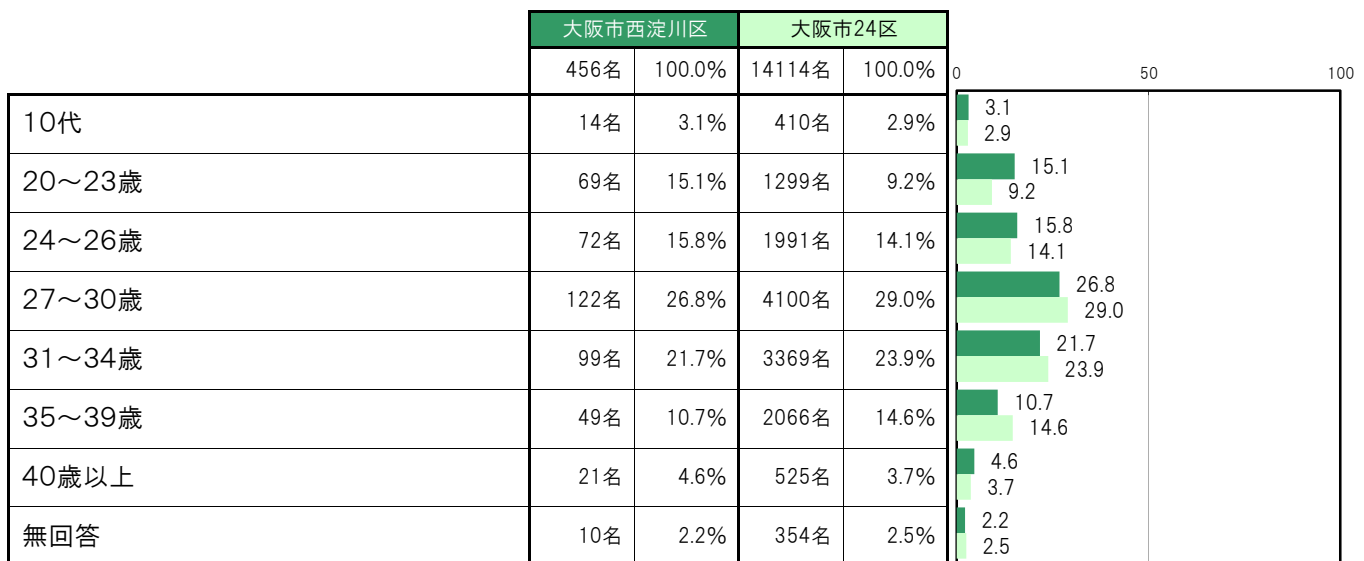 大阪市西淀川区 大阪市24区
456名 100.0% 14114名 100.0% 0 50 100
10代 14名 3.1% 410名 2.9% 3.1
2.9
20～23歳 69名 15.1% 1299名 9.2% 15.1
9.2
24～26歳 72名 15.8% 1991名 14.1% 15.8
14.1
27～30歳 122名 26.8% 4100名 29.0% 26.8
29.0
31～34歳 99名 21.7% 3369名 23.9% 21.7
23.9
35～39歳 49名 10.7% 2066名 14.6% 10.7
14.6
40歳以上 21名 4.6% 525名 3.7% 4.6
3.7
無回答 10名 2.2% 354名 2.5% 2.2
2.5